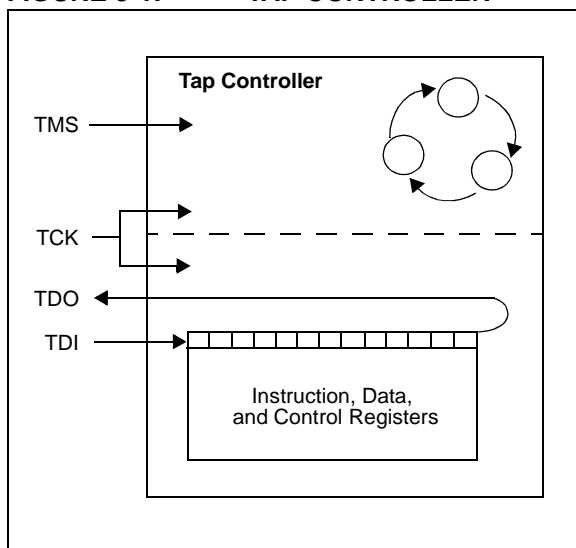 Tap Controller
TMS
TCK
TDO
TDI
Instruction, Data,
and Control Registers